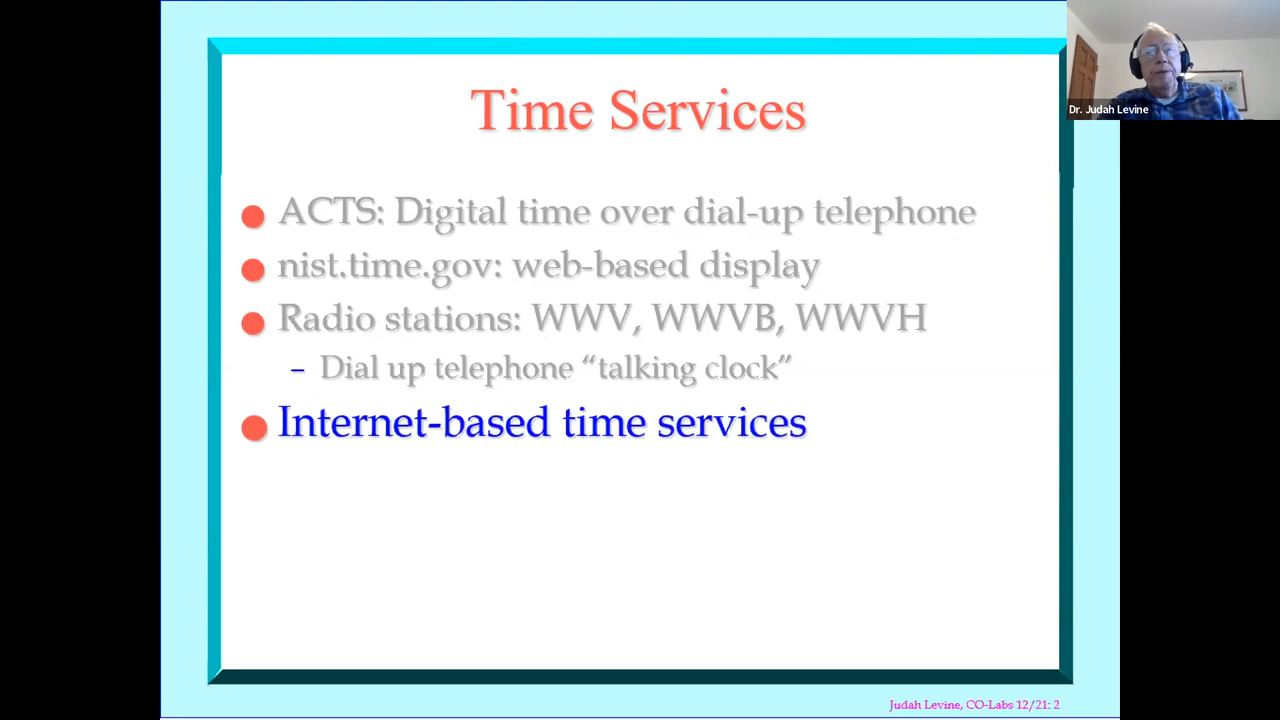 Time Services
ACTS: Digital time over dial-up telephone
nist.time.gov: web-based display
Radio stations: WWV, WWVB, WWVH
– Dial up telephone “talking clock”
Internet-based time services
Judah Levine, CO-Labs 12/21: 2
Dr. Judah Levine